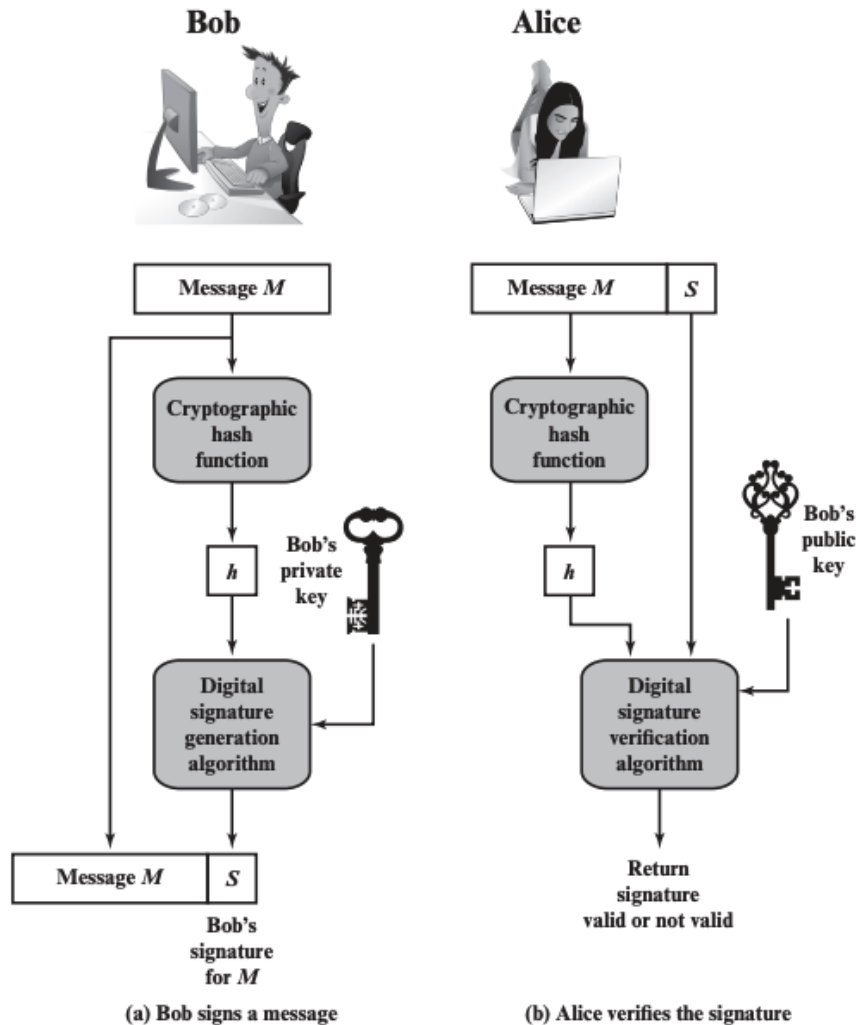 Bob
Message M
Cryptographic
hash
function
h
Bob's
private
key
Digital
signature
generation
algorithm
Message M S
Bob's
signature
for M
(a) Bob signs a message
Alice
Message M S
Cryptographic
hash
function
h
Bob's
public
key
Digital
signature
verification
algorithm
Return
signature
valid or not valid
(b) Alice verifies the signature